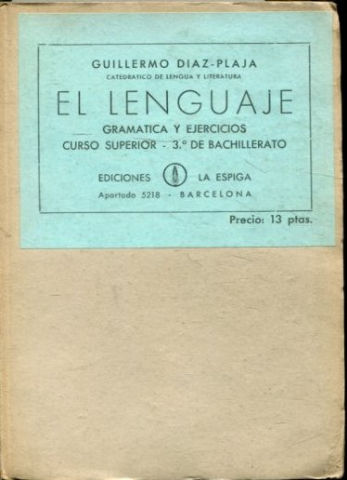 GUILLERMO DIAZ-PLAJA
CATEDRATICO DE LENGUA Y LITERATURA
EL LENGUAJE
GRAMATICA Y EJERCICIOS
CURSO SUPERIOR - 3.º DE BACHILLERATO
EDICIONES LA ESPIGA
Apartado 5218 - BARCELONA
Precio: 13 ptas.